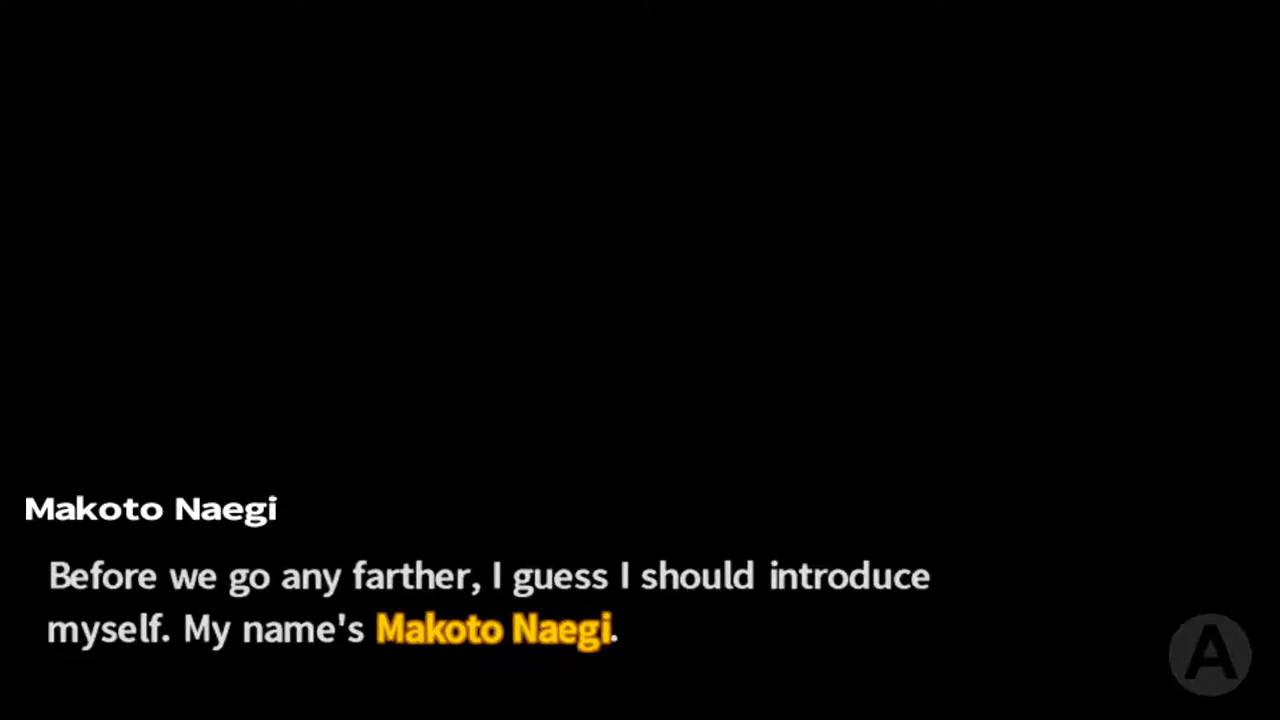 Makoto Naegi
Before we go any farther, I guess I should introduce
myself. My name's Makoto Naegi.
A